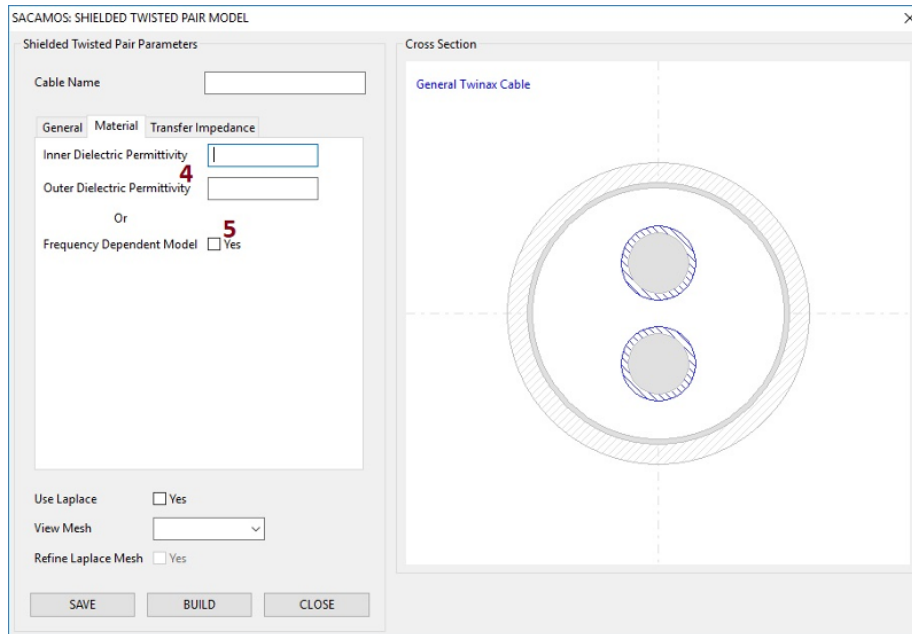 SACAMOS: SHIELDED TWISTED PAIR MODEL
Shielded Twisted Pair Parameters
Cable Name
General Material Transfer Impedance
Inner Dielectric Permittivity
4
Outer Dielectric Permittivity
Or
5
Frequency Dependent Model Yes
Use Laplace Yes
View Mesh
Refine Laplace Mesh Yes
SAVE BUILD CLOSE
Cross Section
General Twinax Cable